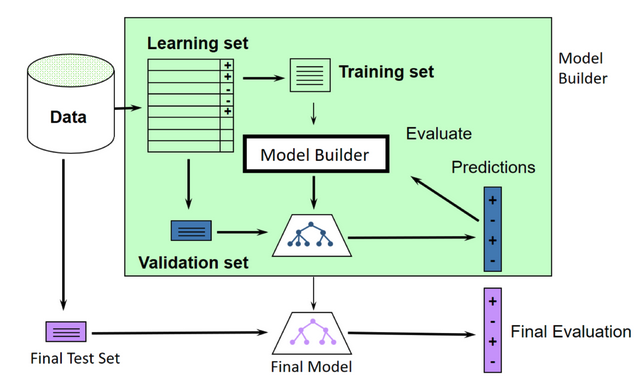 Learning set
+
+
-
-
+
Training set
Model
Builder
Data
Evaluate
Model Builder
Predictions
+
-
+
-
Validation set
Final Test Set
Final Model
+
-
+
-
Final Evaluation